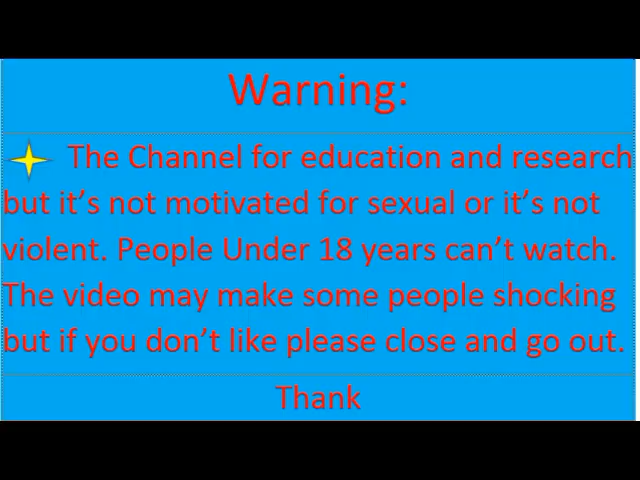 Warning:
The Channel for education and research
but it’s not motivated for sexual or it’s not
violent. People Under 18 years can’t watch.
The video may make some people shocking
but if you don’t like please close and go out.
Thank